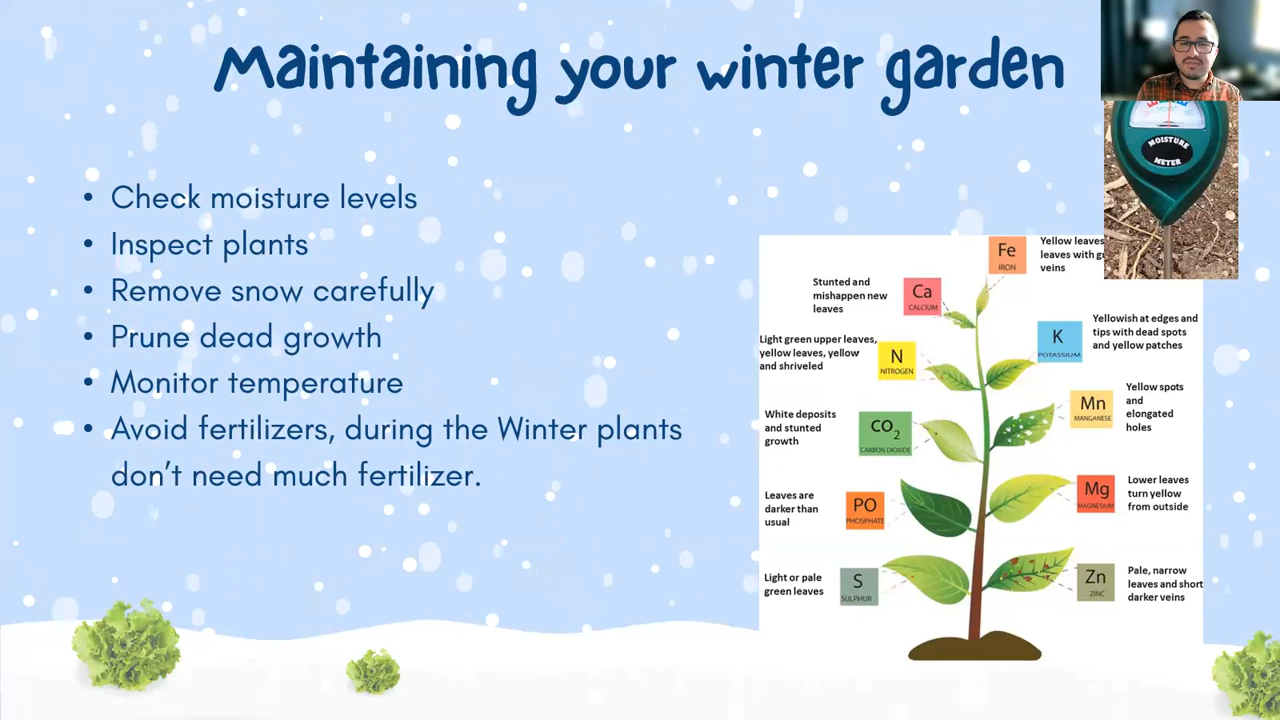 Maintaining your winter garden
• Check moisture levels
• Inspect plants
• Remove snow carefully
• Prune dead growth
• Monitor temperature
• Avoid fertilizers, during the Winter plants
don't need much fertilizer.
MOISTURE
METER
Fe
IRON
Yellow leaves
leaves with
veins
Stunted and
mishappen new
leaves
Ca
CALCIUM
K
POTASSIUM
Yellowish at edges and
tips with dead spots
and yellow patches
Light green upper leaves,
yellow leaves, yellow
and shriveled
N
NITROGEN
Mn
MANGANESE
Yellow spots
and
elongated
holes
White deposits
and stunted
growth
CO2
CARBON DIOXIDE
Leaves are
darker than
usual
PO
PHOSPHATE
Mg
MAGNESIUM
Lower leaves
turn yellow
from outside
Light or pale
green leaves
S
SULPHUR
Zn
ZINC
Pale, narrow
leaves and short
darker veins